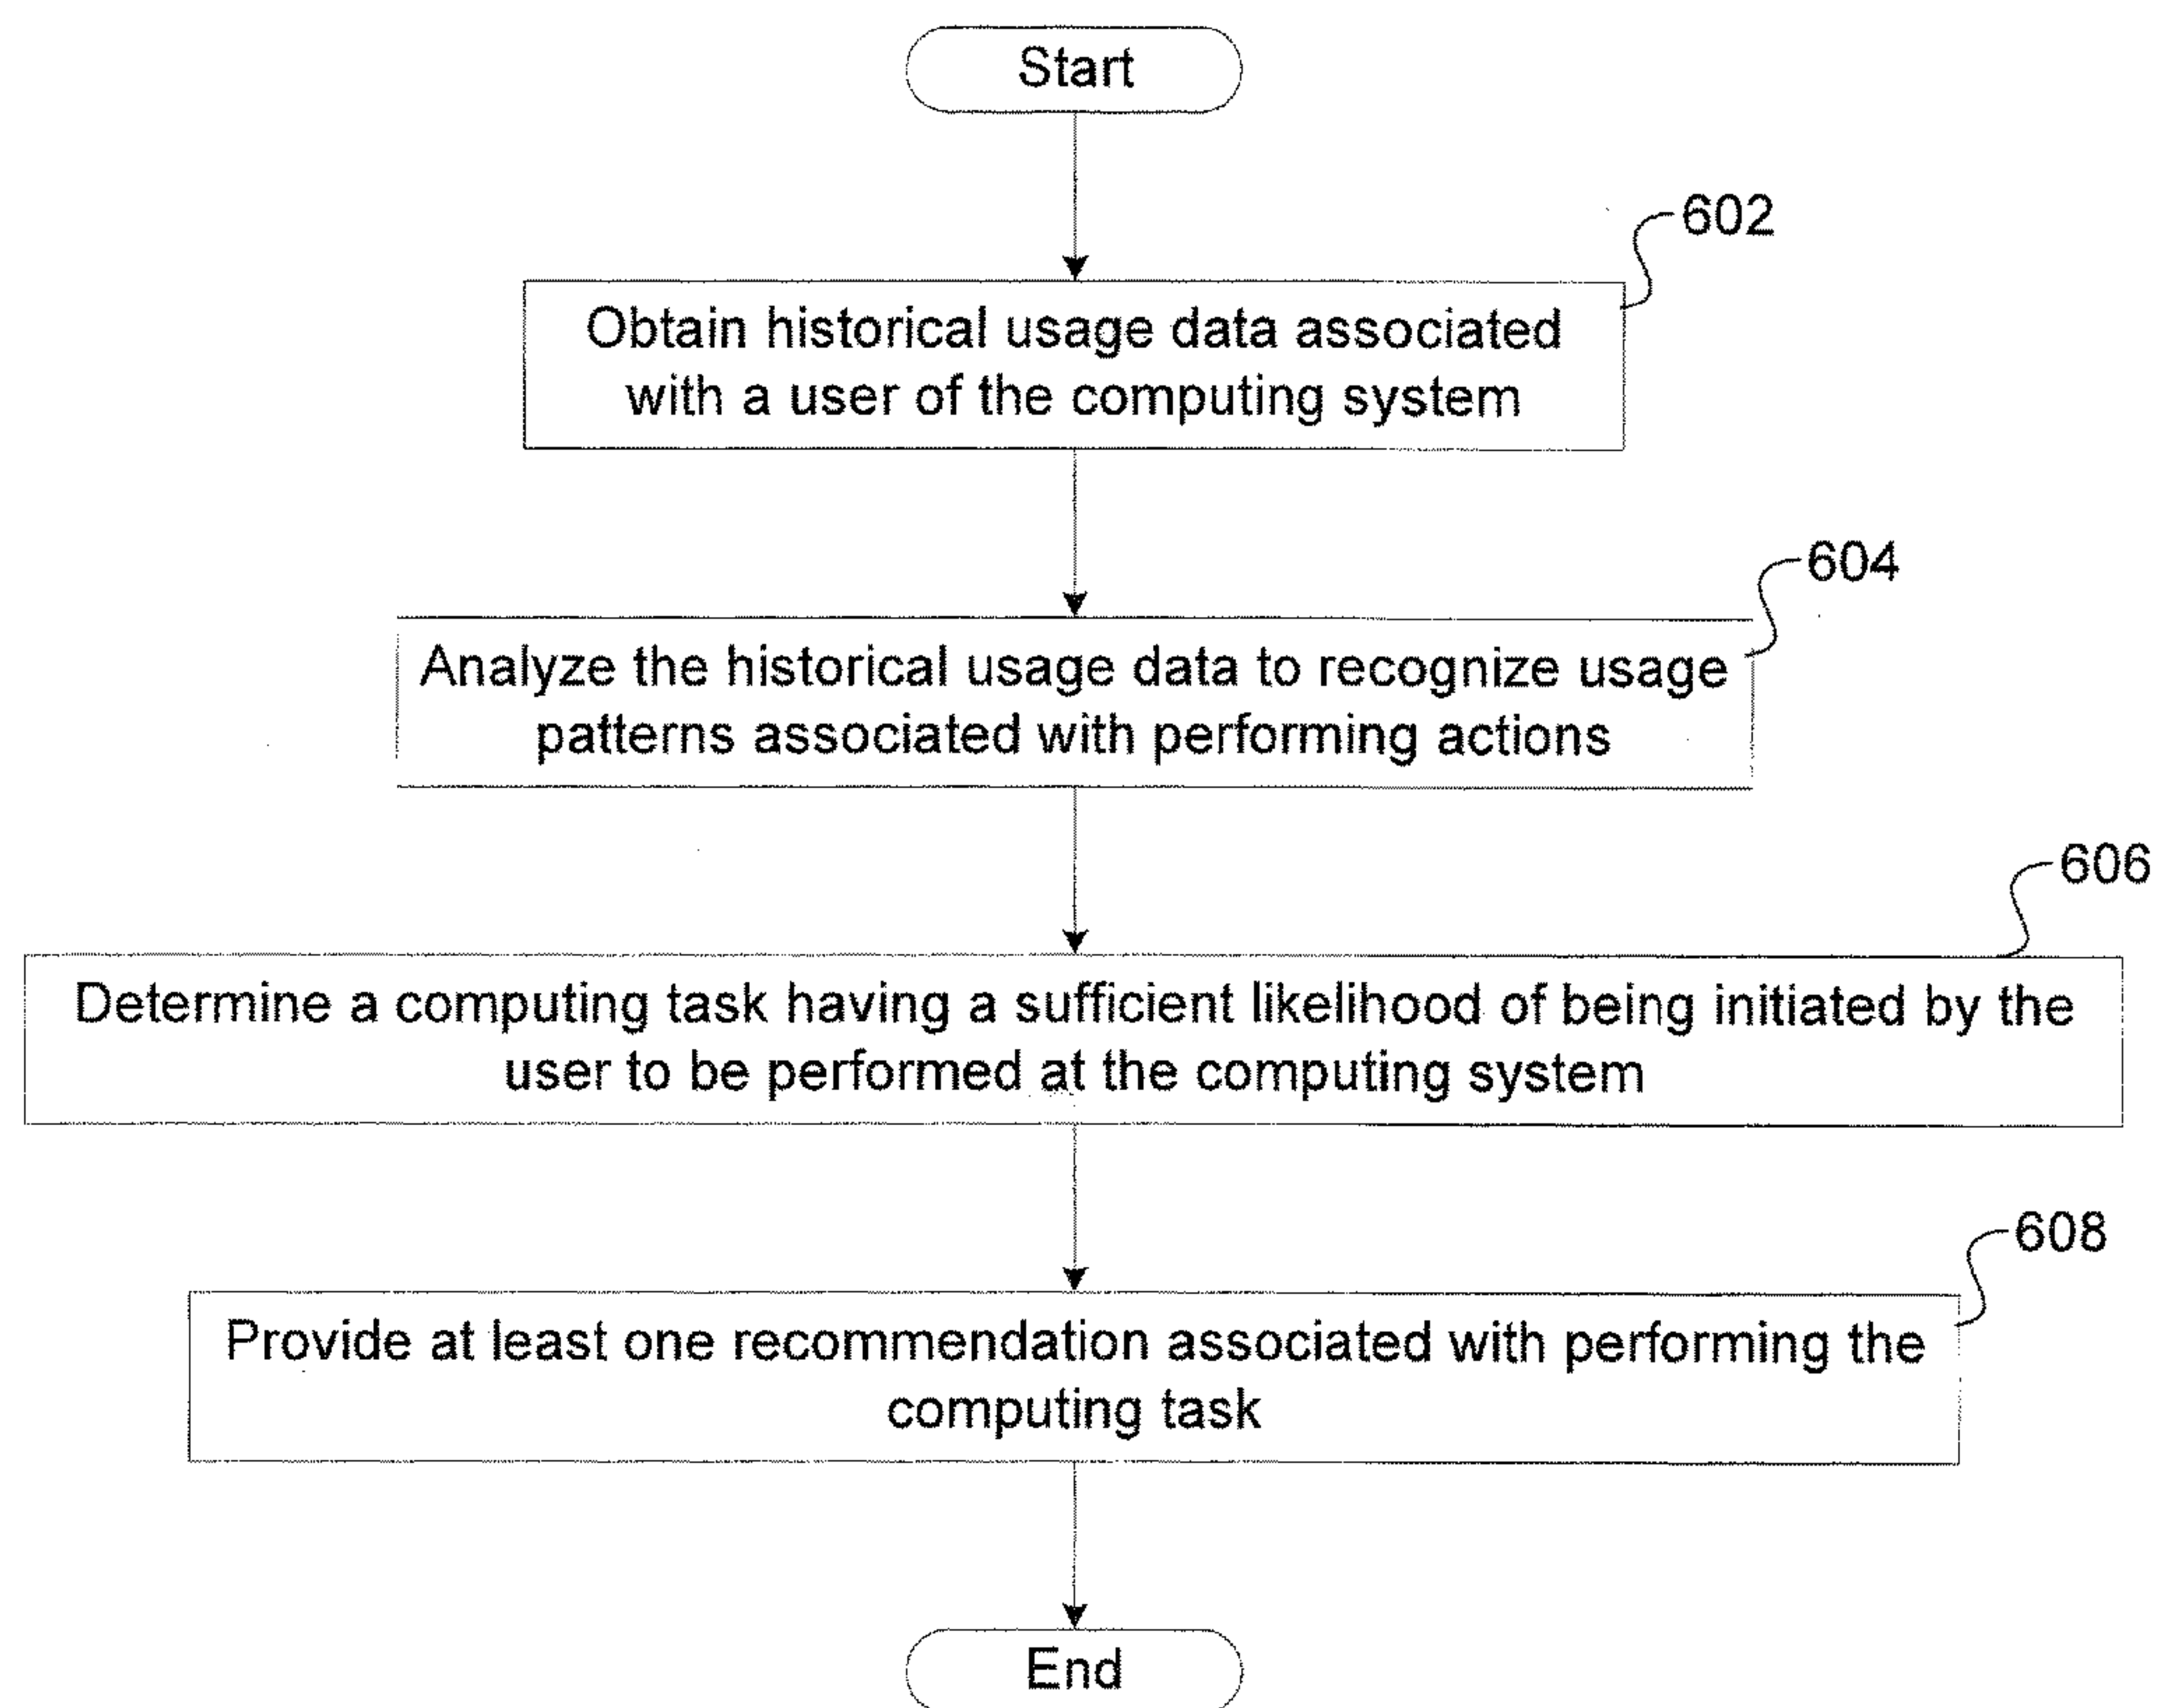 Start
602
Obtain historical usage data associated
with a user of the computing system
604
Analyze the historical usage data to recognize usage
patterns associated with performing actions
606
Determine a computing task having a sufficient likelihood of being initiated by the
user to be performed at the computing system
608
Provide at least one recommendation associated with performing the
computing task
End